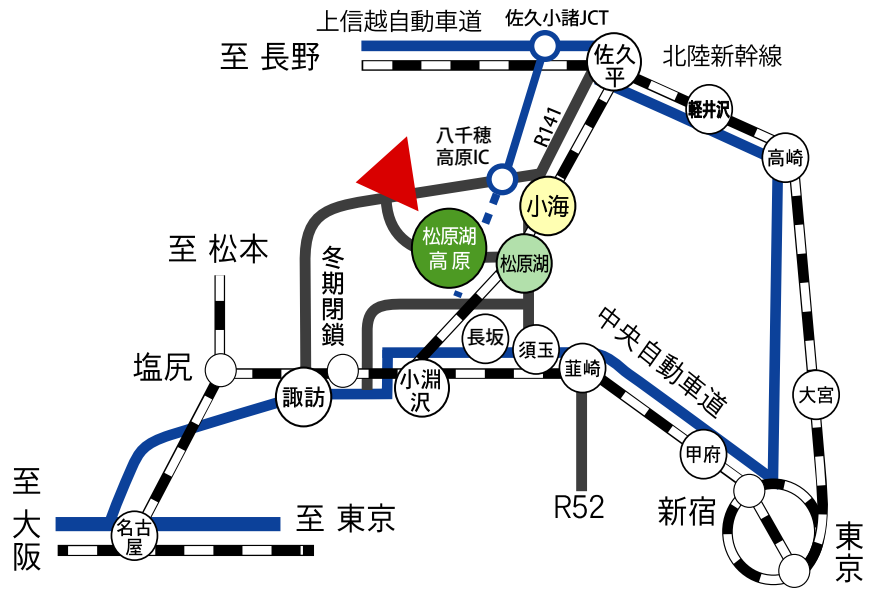 上信越自動車道
佐久小諸JCT
至 長野
佐久
平
北陸新幹線
軽井沢
R141
八千穂
高原IC
高崎
小海
至 松本
松原湖
高原
松原湖
冬期閉鎖
長坂
須玉
中央自動車道
塩尻
諏訪
小淵
沢
韮崎
大宮
甲府
至 大阪
R52
新宿
至 東京
名古
屋
東京